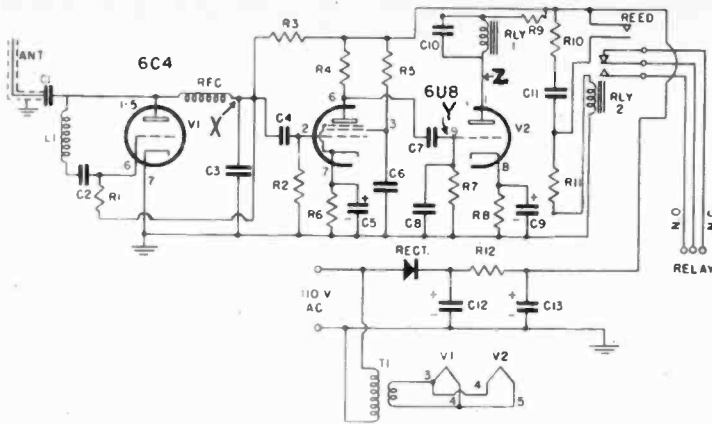 ANT
C1
6C4
RFC
R3
L1
1-5
V1
X
C2
R1
6
7
C3
C4
R2
2
R4
6
R5
3
7
R6
C5
+
-
C6
C7
6U8
Y
9
C8
R7
C10
RLY 1
R9
Z
1
V2
8
R8
C9
+
-
R10
C11
R11
REED
RLY 2
N O
C
N C
RELAY
110 V
AC
RECT.
R12
+
-
C12
+
-
C13
T1
3
V1
4
4
V2
5